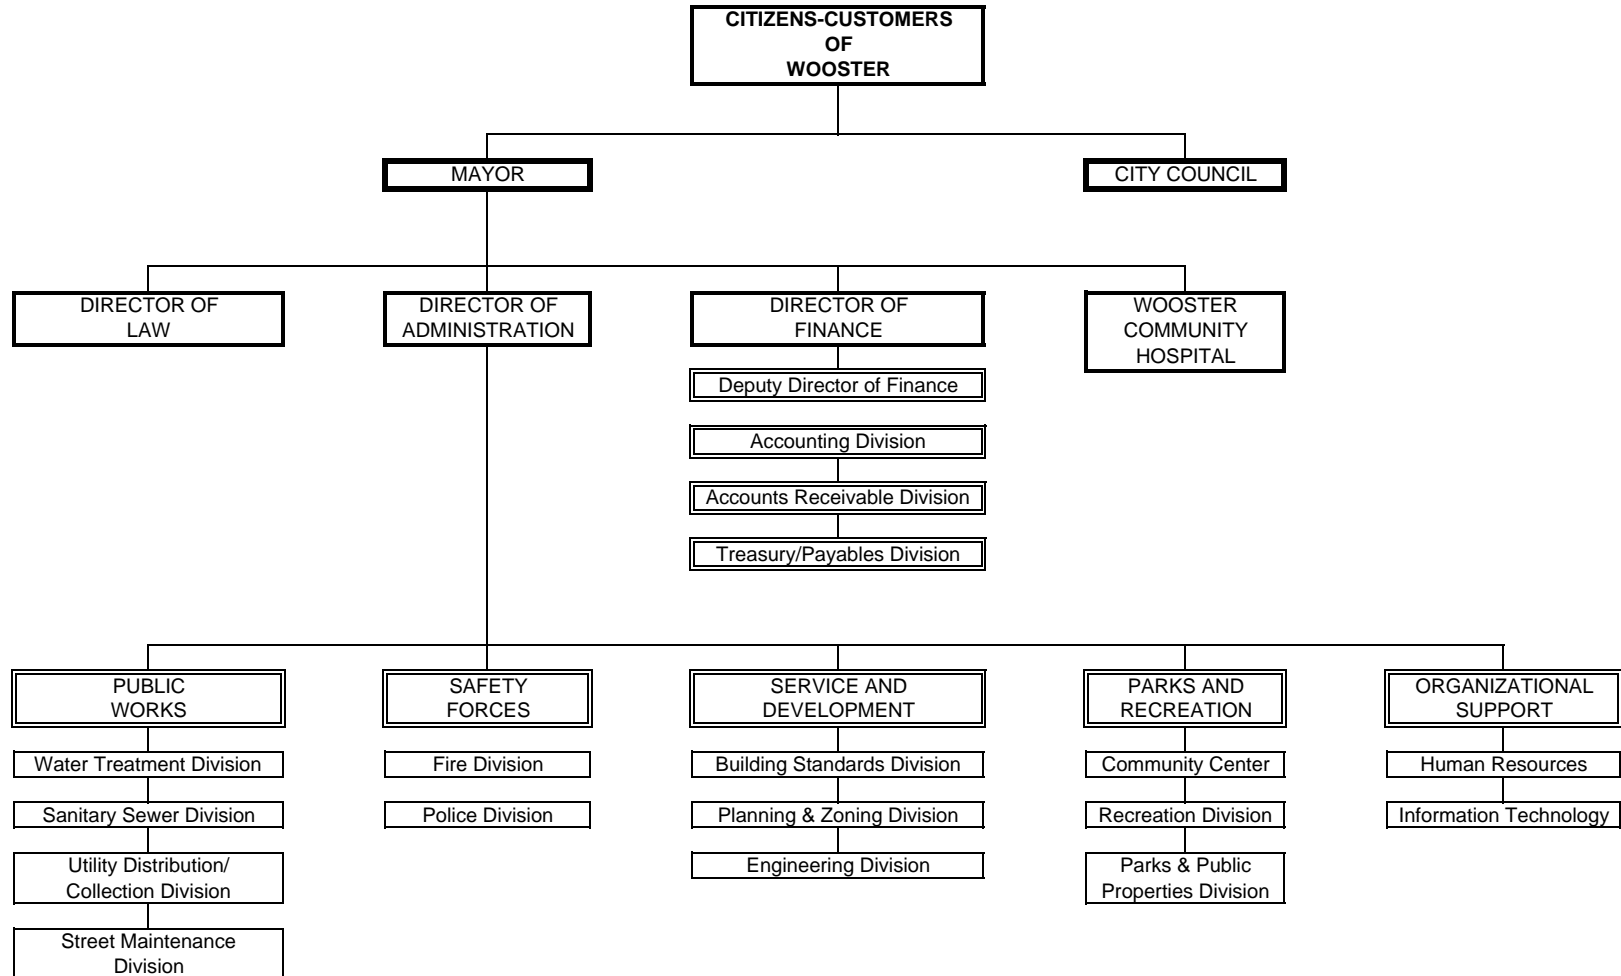 CITIZENS-CUSTOMERS
OF
WOOSTER
MAYOR
CITY COUNCIL
DIRECTOR OF
LAW
DIRECTOR OF
ADMINISTRATION
DIRECTOR OF
FINANCE
WOOSTER
COMMUNITY
HOSPITAL
Deputy Director of Finance
Accounting Division
Accounts Receivable Division
Treasury/Payables Division
PUBLIC
WORKS
Water Treatment Division
Sanitary Sewer Division
Utility Distribution/
Collection Division
Street Maintenance
Division
SAFETY
FORCES
Fire Division
Police Division
SERVICE AND
DEVELOPMENT
Building Standards Division
Planning & Zoning Division
Engineering Division
PARKS AND
RECREATION
Community Center
Recreation Division
Parks & Public
Properties Division
ORGANIZATIONAL
SUPPORT
Human Resources
Information Technology